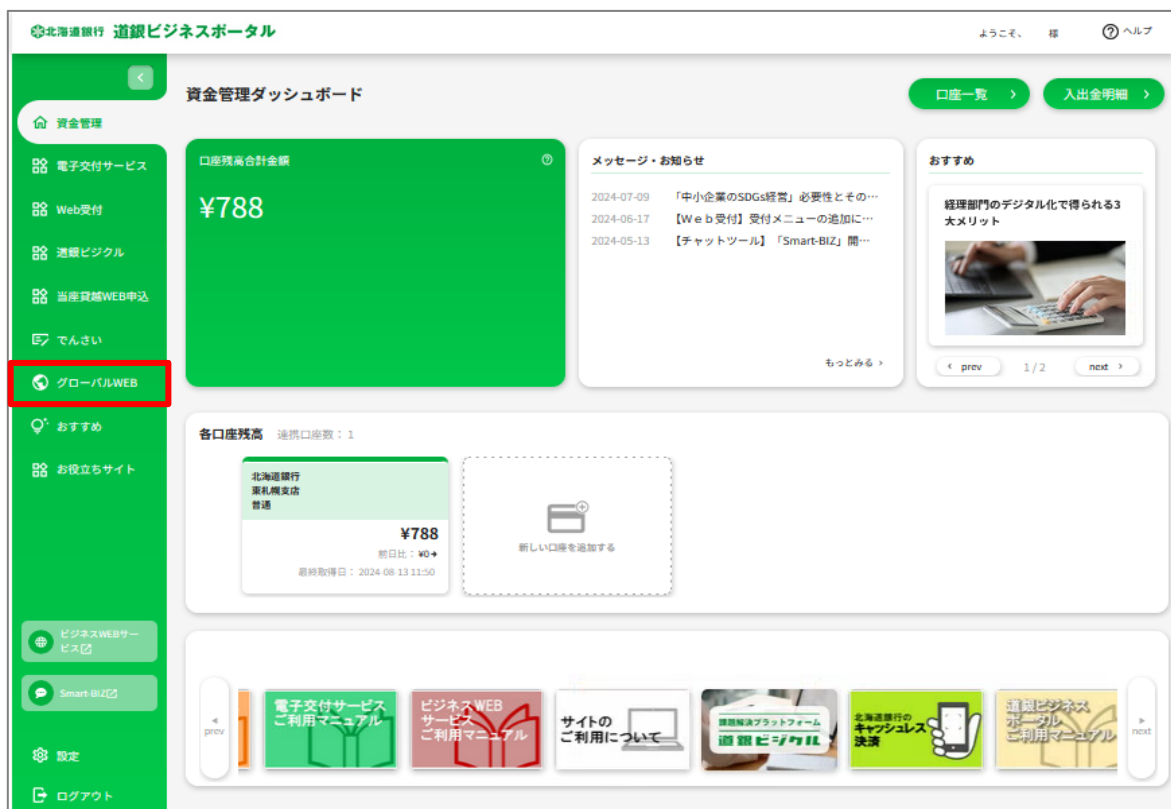 北海道銀行 道銀ビジネスポータル
ようこそ、 様
ヘルプ
資金管理
電子交付サービス
Web受付
道銀ビジクル
当座貸越WEB申込
でんさい
グローバルWEB
おすすめ
お役立ちサイト
ビジネスWEBサー
ビス
Smart-BIZ
設定
ログアウト
資金管理ダッシュボード
口座一覧
入出金明細
口座残高合計金額
¥788
メッセージ・お知らせ
2024-07-09 「中小企業のSDGs経営」必要性とその…
2024-06-17 【Web受付】受付メニューの追加に…
2024-05-13 【チャットツール】「Smart-BIZ」開…
もっとみる
おすすめ
経理部門のデジタル化で得られる3
大メリット
prev 1/2 next
各口座残高 連携口座数：1
北海道銀行
東札幌支店
普通
¥788
前日比：¥0
最終取得日：2024-08-13 11:50
新しい口座を追加する
prev
電子交付サービス
ご利用マニュアル
ビジネスWEB
サービス
ご利用マニュアル
サイトの
ご利用について
課題解決プラットフォーム
道銀ビジクル
北海道銀行の
キャッシュレス
決済
道銀ビジネス
ポータル
ご利用マニュアル
next